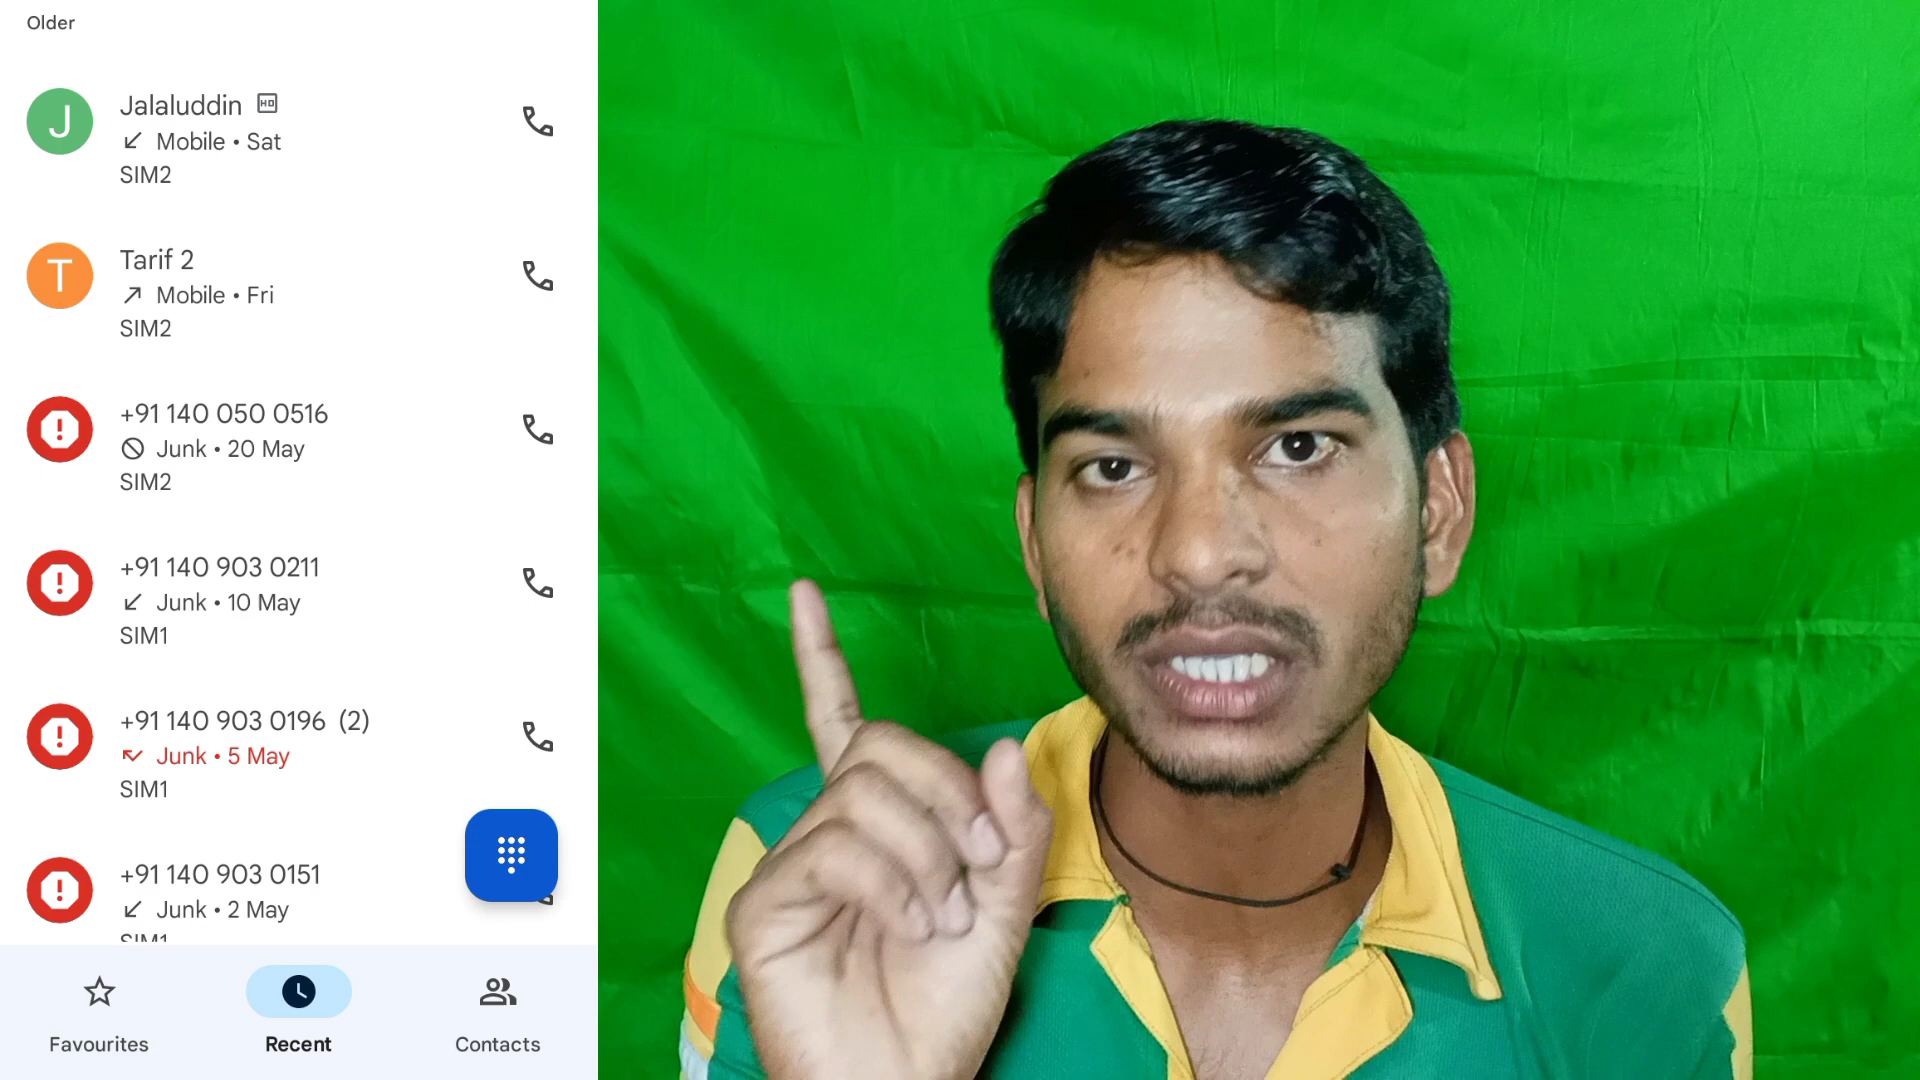 Older
J
Jalaluddin HD
Mobile • Sat
SIM2
T
Tarif 2
Mobile • Fri
SIM2
+91 140 050 0516
Junk • 20 May
SIM2
+91 140 903 0211
Junk • 10 May
SIM1
+91 140 903 0196 (2)
Junk • 5 May
SIM1
+91 140 903 0151
Junk • 2 May
SIM1
Favourites
Recent
Contacts